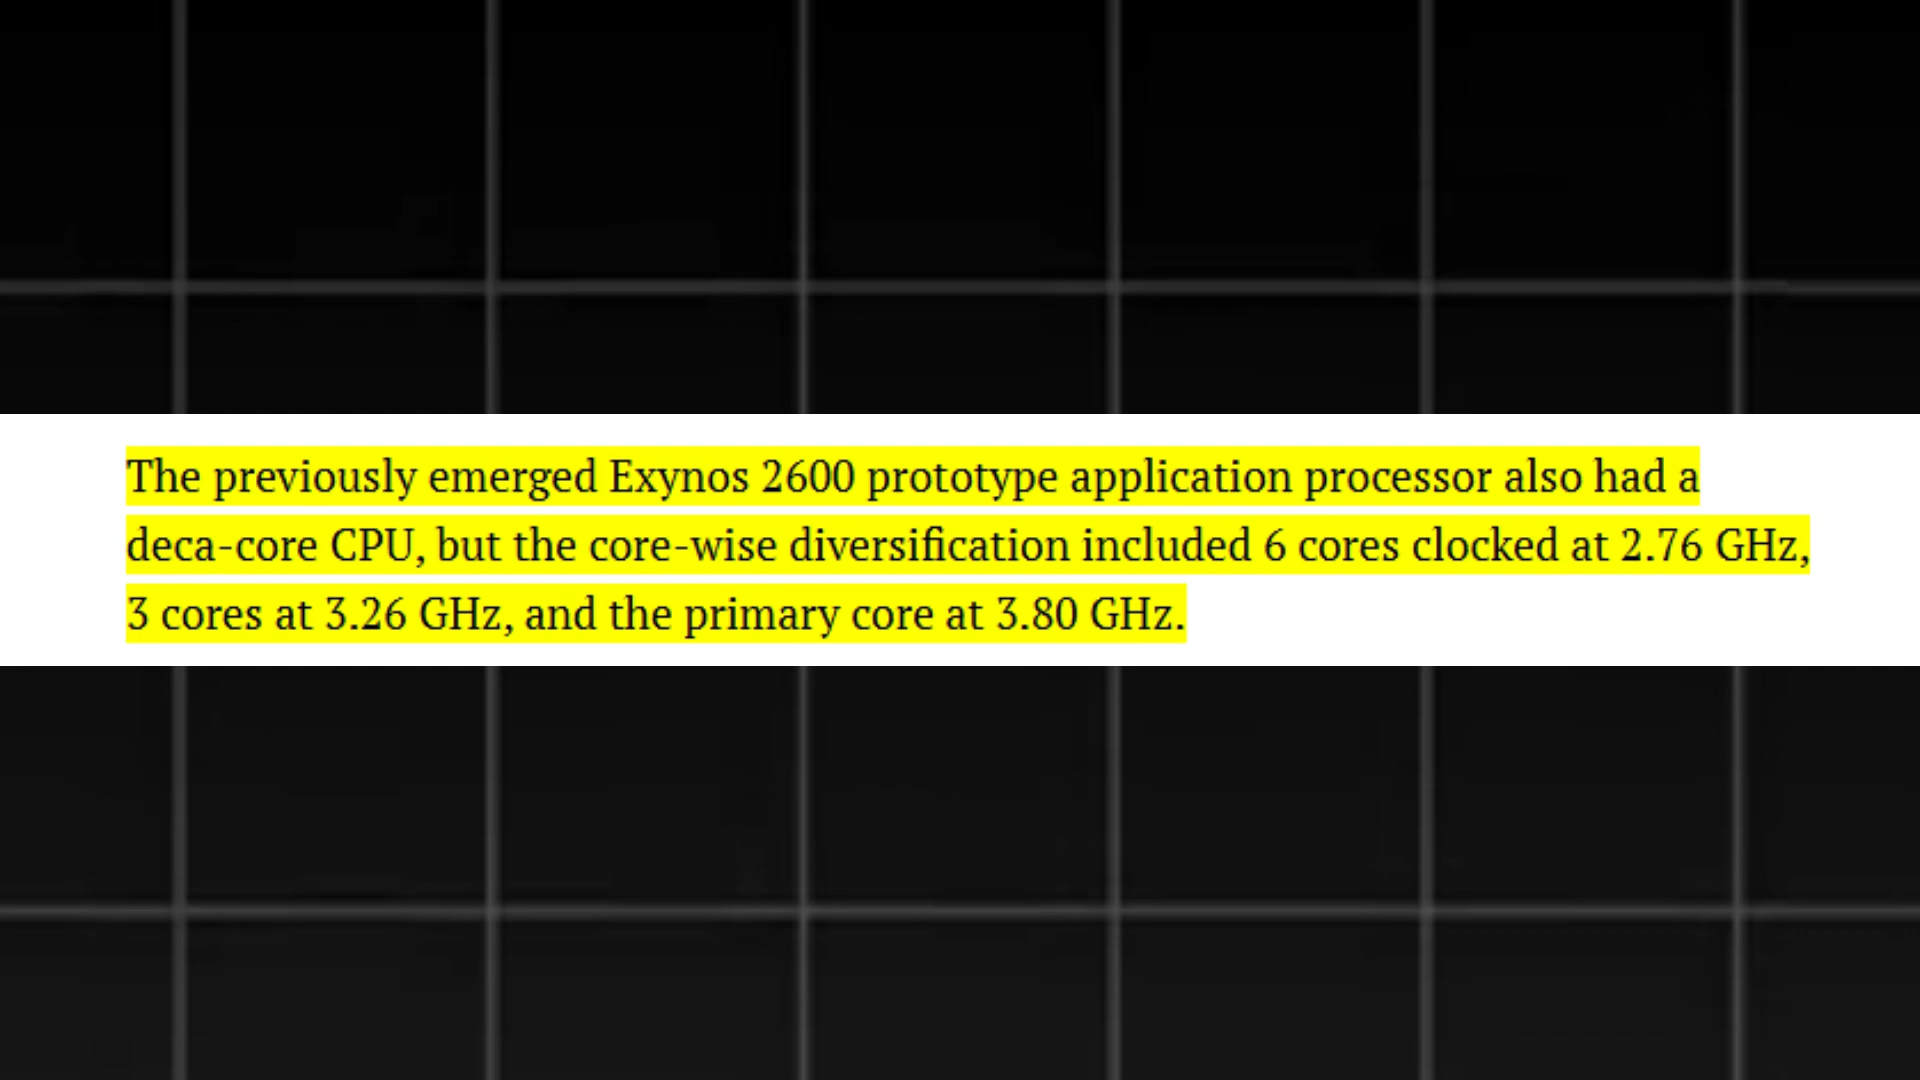 The previously emerged Exynos 2600 prototype application processor also had a
deca-core CPU, but the core-wise diversification included 6 cores clocked at 2.76 GHz,
3 cores at 3.26 GHz, and the primary core at 3.80 GHz.